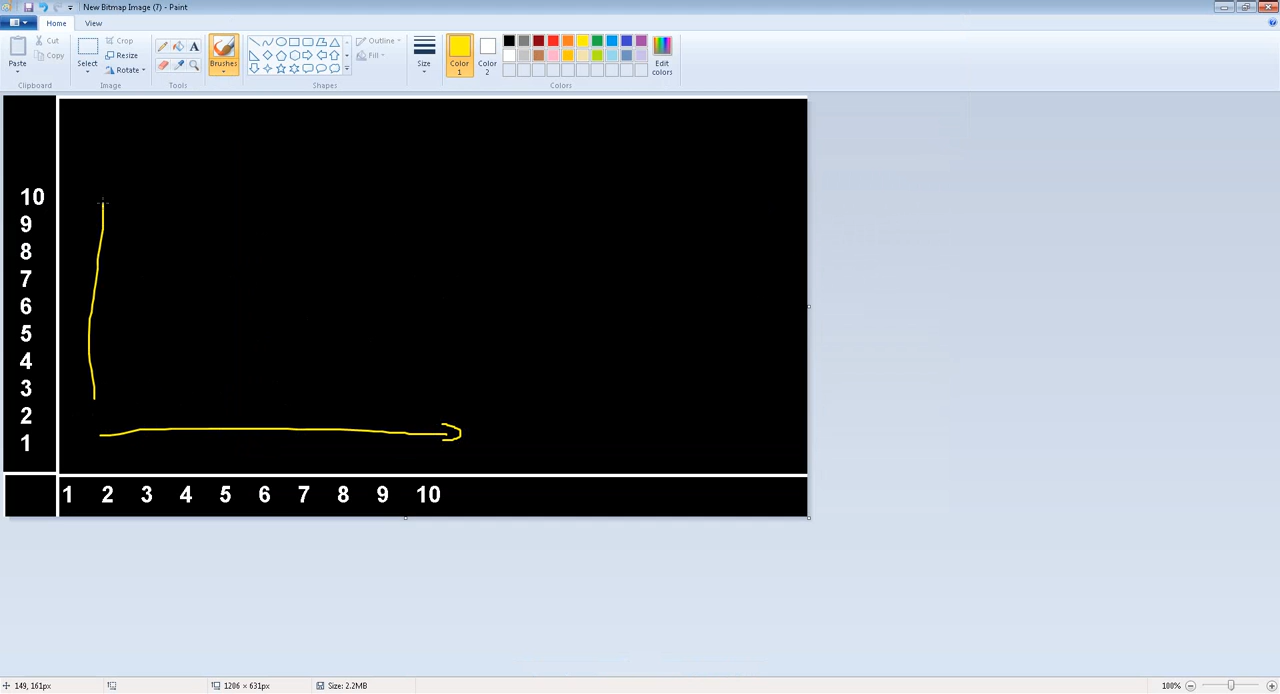 New Bitmap Image (7) - Paint
Home View
Paste
Cut
Copy
Clipboard
Select
Crop
Resize
Rotate
Image
A
Tools
Brushes
Outline
Fill
Shapes
Size
Color 1
Color 2
Edit colors
Colors
10
9
8
7
6
5
4
3
2
1
1 2 3 4 5 6 7 8 9 10
149, 161px 1206 × 631px Size: 2.2MB 100%